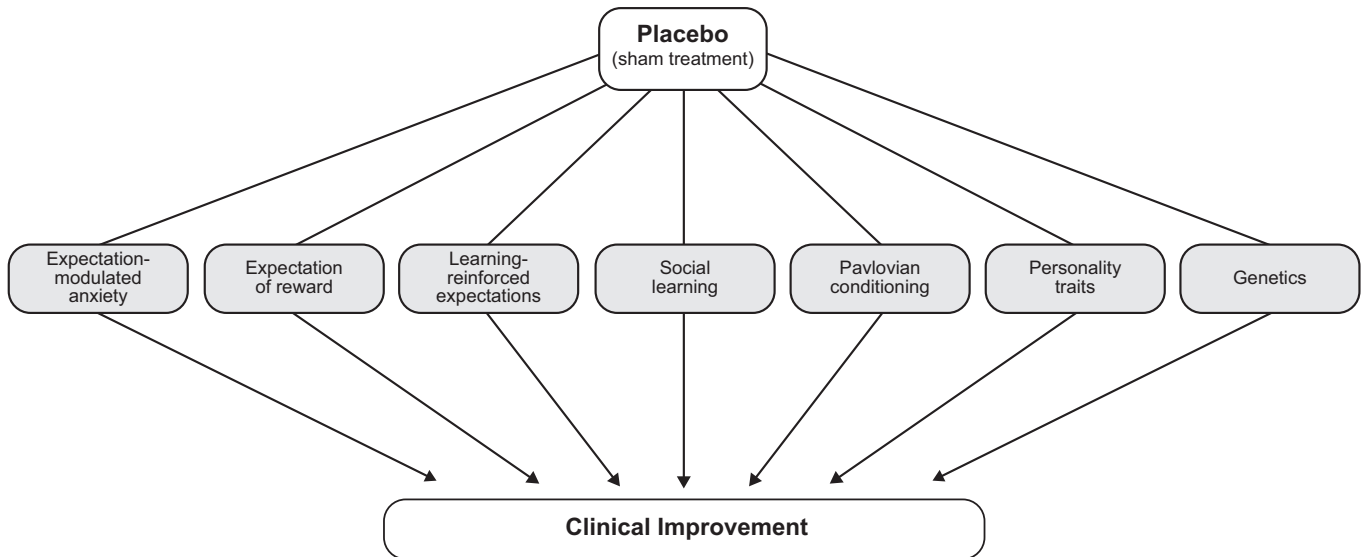 Placebo
(sham treatment)
Expectation-
modulated
anxiety
Expectation
of reward
Learning-
reinforced
expectations
Social
learning
Pavlovian
conditioning
Personality
traits
Genetics
Clinical Improvement